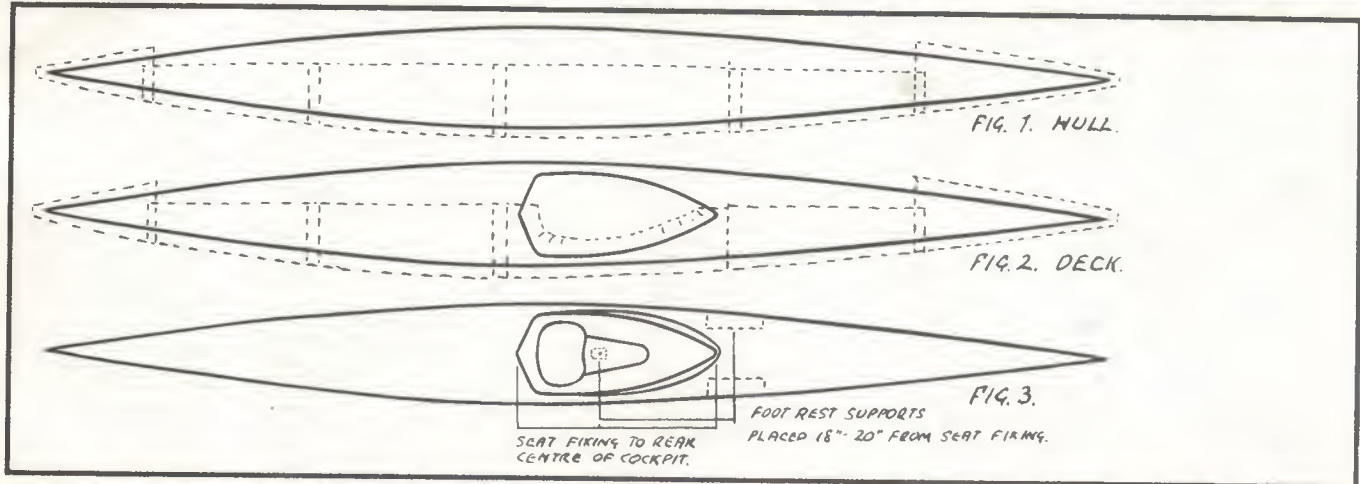 FIG. 1. HULL.
FIG. 2. DECK.
FIG. 3.
FOOT REST SUPPORTS
PLACED 18"-20" FROM SEAT FIXING.
SEAT FIXING TO REAR
CENTRE OF COCKPIT.